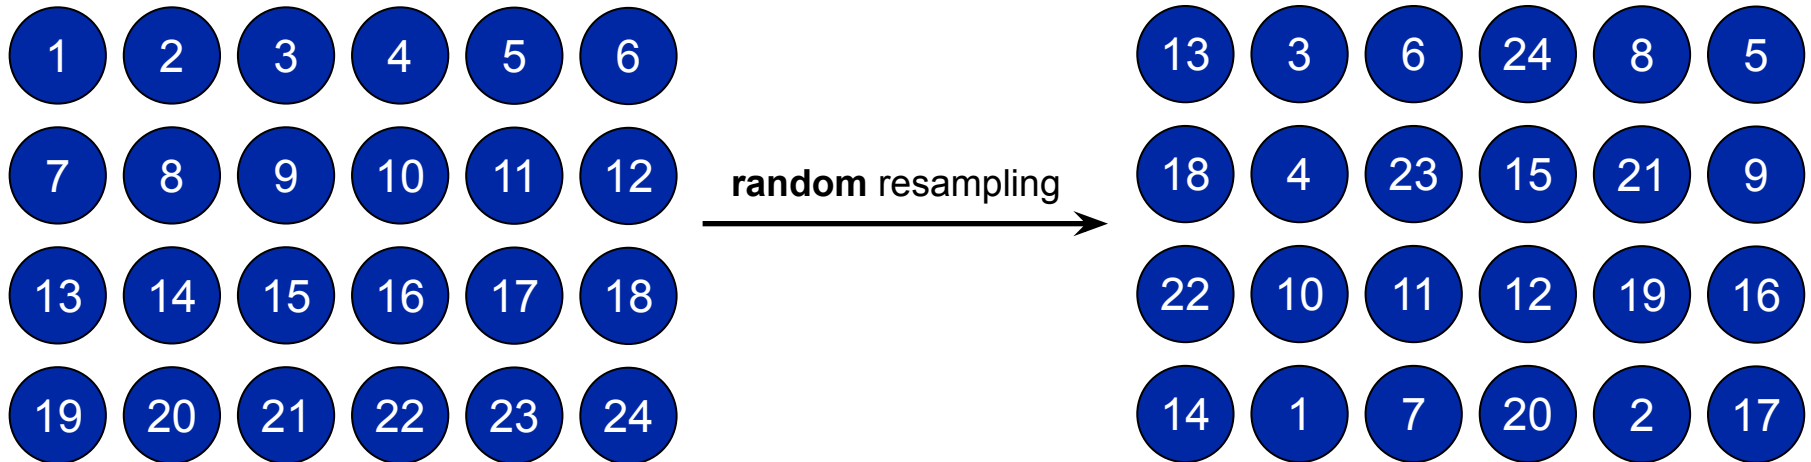 1 2 3 4 5 6
7 8 9 10 11 12
13 14 15 16 17 18
19 20 21 22 23 24
random resampling
13 3 6 24 8 5
18 4 23 15 21 9
22 10 11 12 19 16
14 1 7 20 2 17